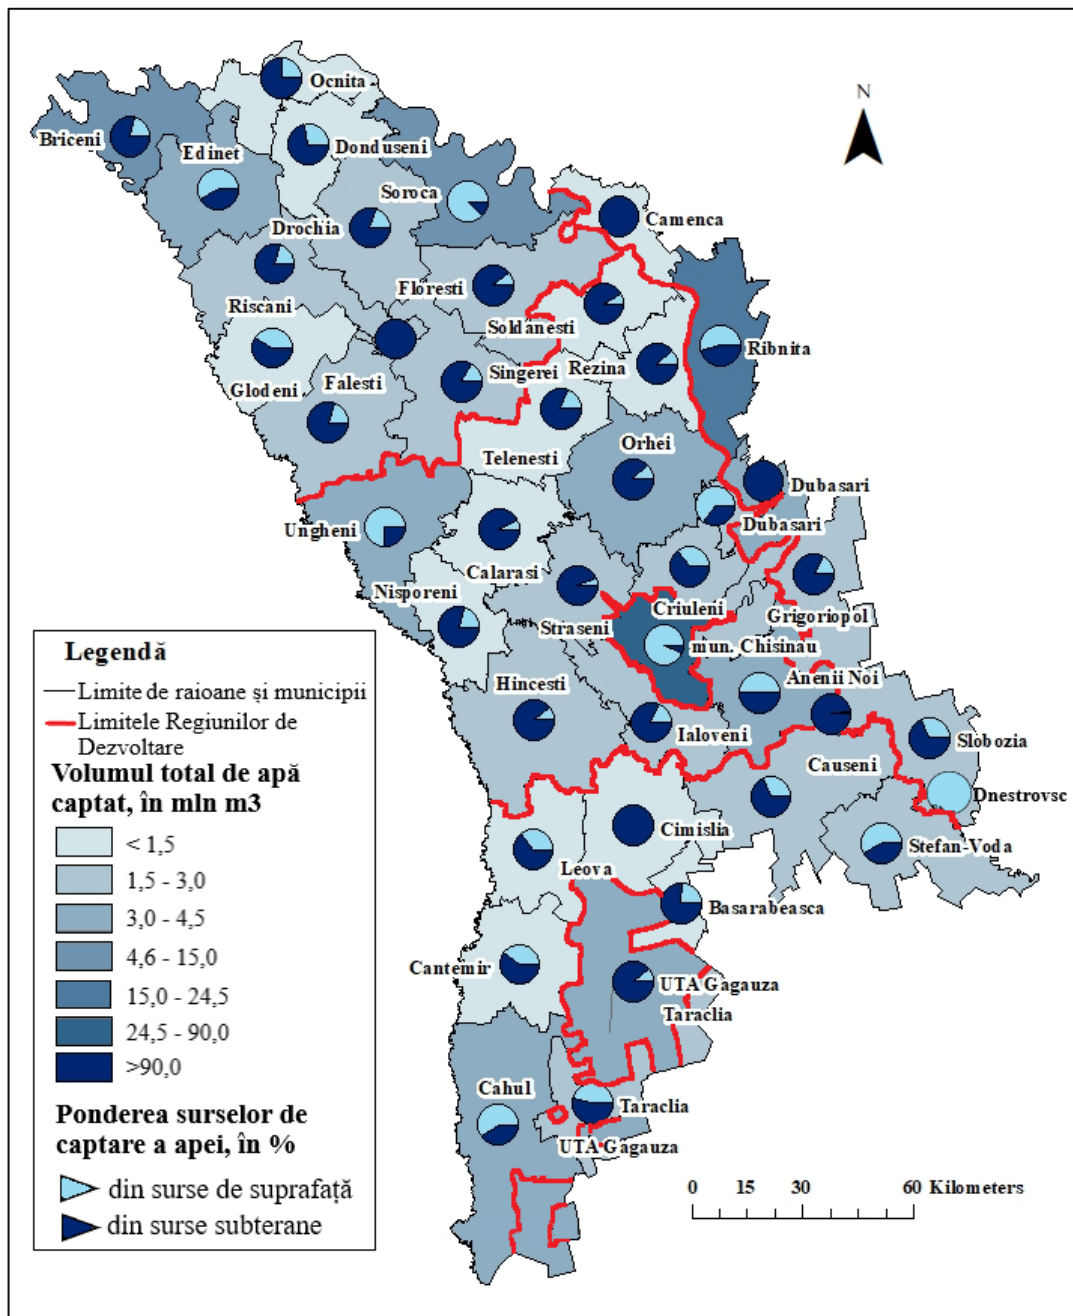 N
Ocnita
Briceni
Edinet
Donduseni
Soroca
Camenca
Drochia
Floresti
Riscani
Soldanesti
Ribnita
Glodeni
Falesti
Singerei
Rezina
Telenesti
Orhei
Dubasari
Dubasari
Ungheni
Calarasi
Nisporeni
Straseni
Criuleni
Grigoriopol
mun. Chisinau
Hincesti
Anenii Noi
Ialoveni
Slobozia
Causeni
Dnestrovsc
Cimislia
Stefan-Voda
Leova
Basarabeasca
Cantemir
UTA Gagauza
Taraclia
Cahul
Taraclia
UTA Gagauza
Legendă
Limite de raioane și municipii
Limitele Regiunilor de
Dezvoltare
Volumul total de apă
captat, în mln m3
< 1,5
1,5 - 3,0
3,0 - 4,5
4,6 - 15,0
15,0 - 24,5
24,5 - 90,0
>90,0
Ponderea surselor de
captare a apei, în %
din surse de suprafață
din surse subterane
0 15 30 60 Kilometers